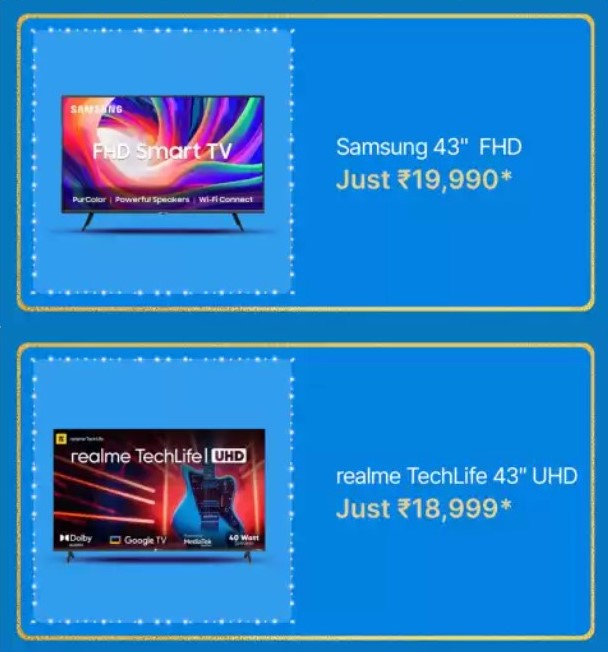 SAMSUNG
FHD Smart TV
PurColor | Powerful Speakers | Wi-Fi Connect
Samsung 43" FHD
Just ₹19,990*
realme TechLife
realme TechLife | UHD
Dolby
Google TV
MediaTek
40 Watt
realme TechLife 43" UHD
Just ₹18,999*